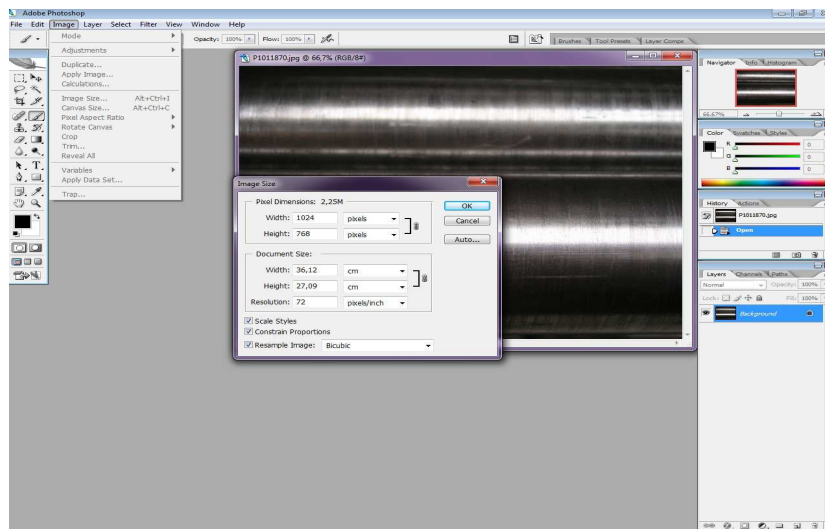 Adobe Photoshop
File Edit Image Layer Select Filter View Window Help
Opacity: 100% Flow: 100% Brushes Tool Presets Layer Comps
Mode
Adjustments
Duplicate...
Apply Image...
Calculations...
Image Size... Alt+Ctrl+I
Canvas Size... Alt+Ctrl+C
Pixel Aspect Ratio
Rotate Canvas
Crop
Trim...
Reveal All
Variables
Apply Data Set...
Trap...
P1011870.jpg @ 66,7% (RGB/8#)
Image Size
Pixel Dimensions: 2,25M
Width: 1024 pixels
Height: 768 pixels
Document Size:
Width: 36,12 cm
Height: 27,09 cm
Resolution: 72 pixels/inch
Scale Styles
Constrain Proportions
Resample Image: Bicubic
OK
Cancel
Auto...
Navigator Info Histogram
66.67%
Color Swatches Styles
R 0
G 0
B 0
History Actions
P1011870.jpg
Open
Layers Channels Paths
Normal Opacity: 100%
Lock: Fill: 100%
Background